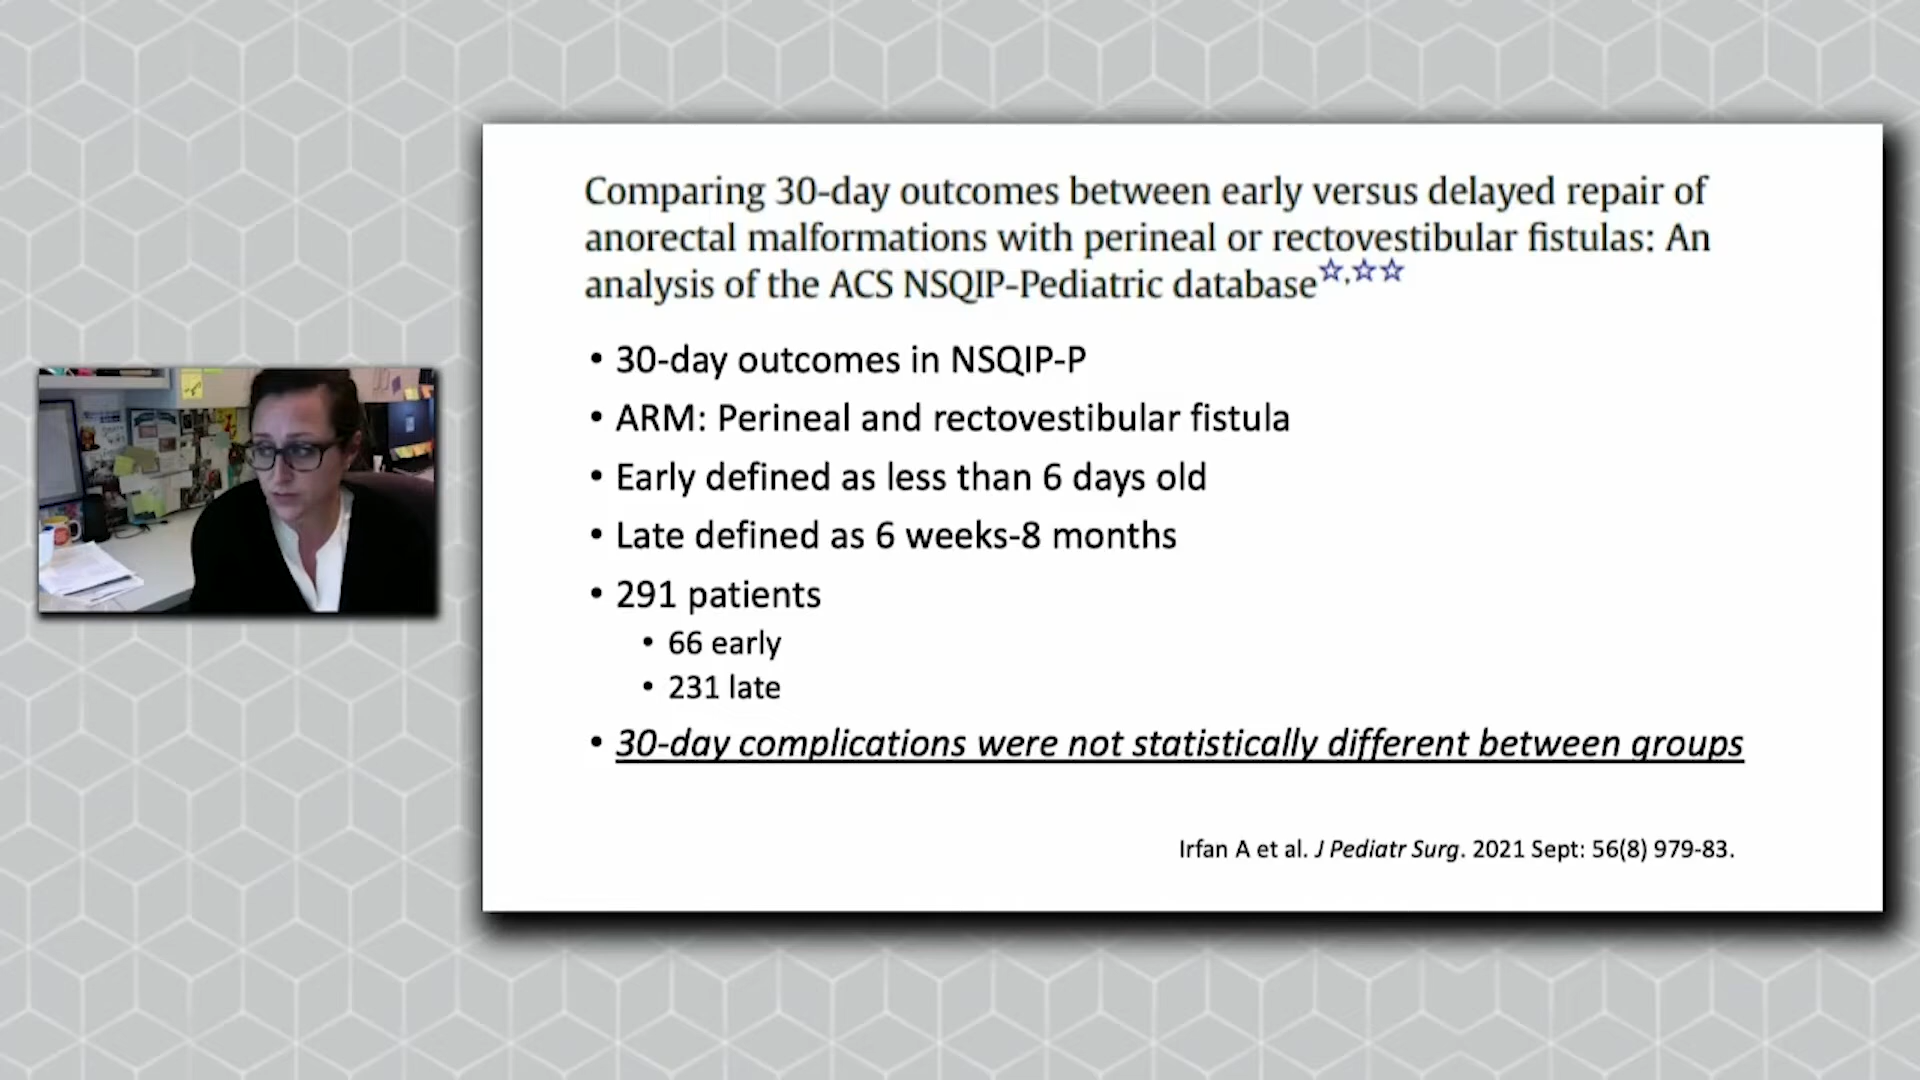 Comparing 30-day outcomes between early versus delayed repair of
anorectal malformations with perineal or rectovestibular fistulas: An
analysis of the ACS NSQIP-Pediatric database☆,☆☆
• 30-day outcomes in NSQIP-P
• ARM: Perineal and rectovestibular fistula
• Early defined as less than 6 days old
• Late defined as 6 weeks-8 months
• 291 patients
• 66 early
• 231 late
• 30-day complications were not statistically different between groups
Irfan A et al. J Pediatr Surg. 2021 Sept: 56(8) 979-83.